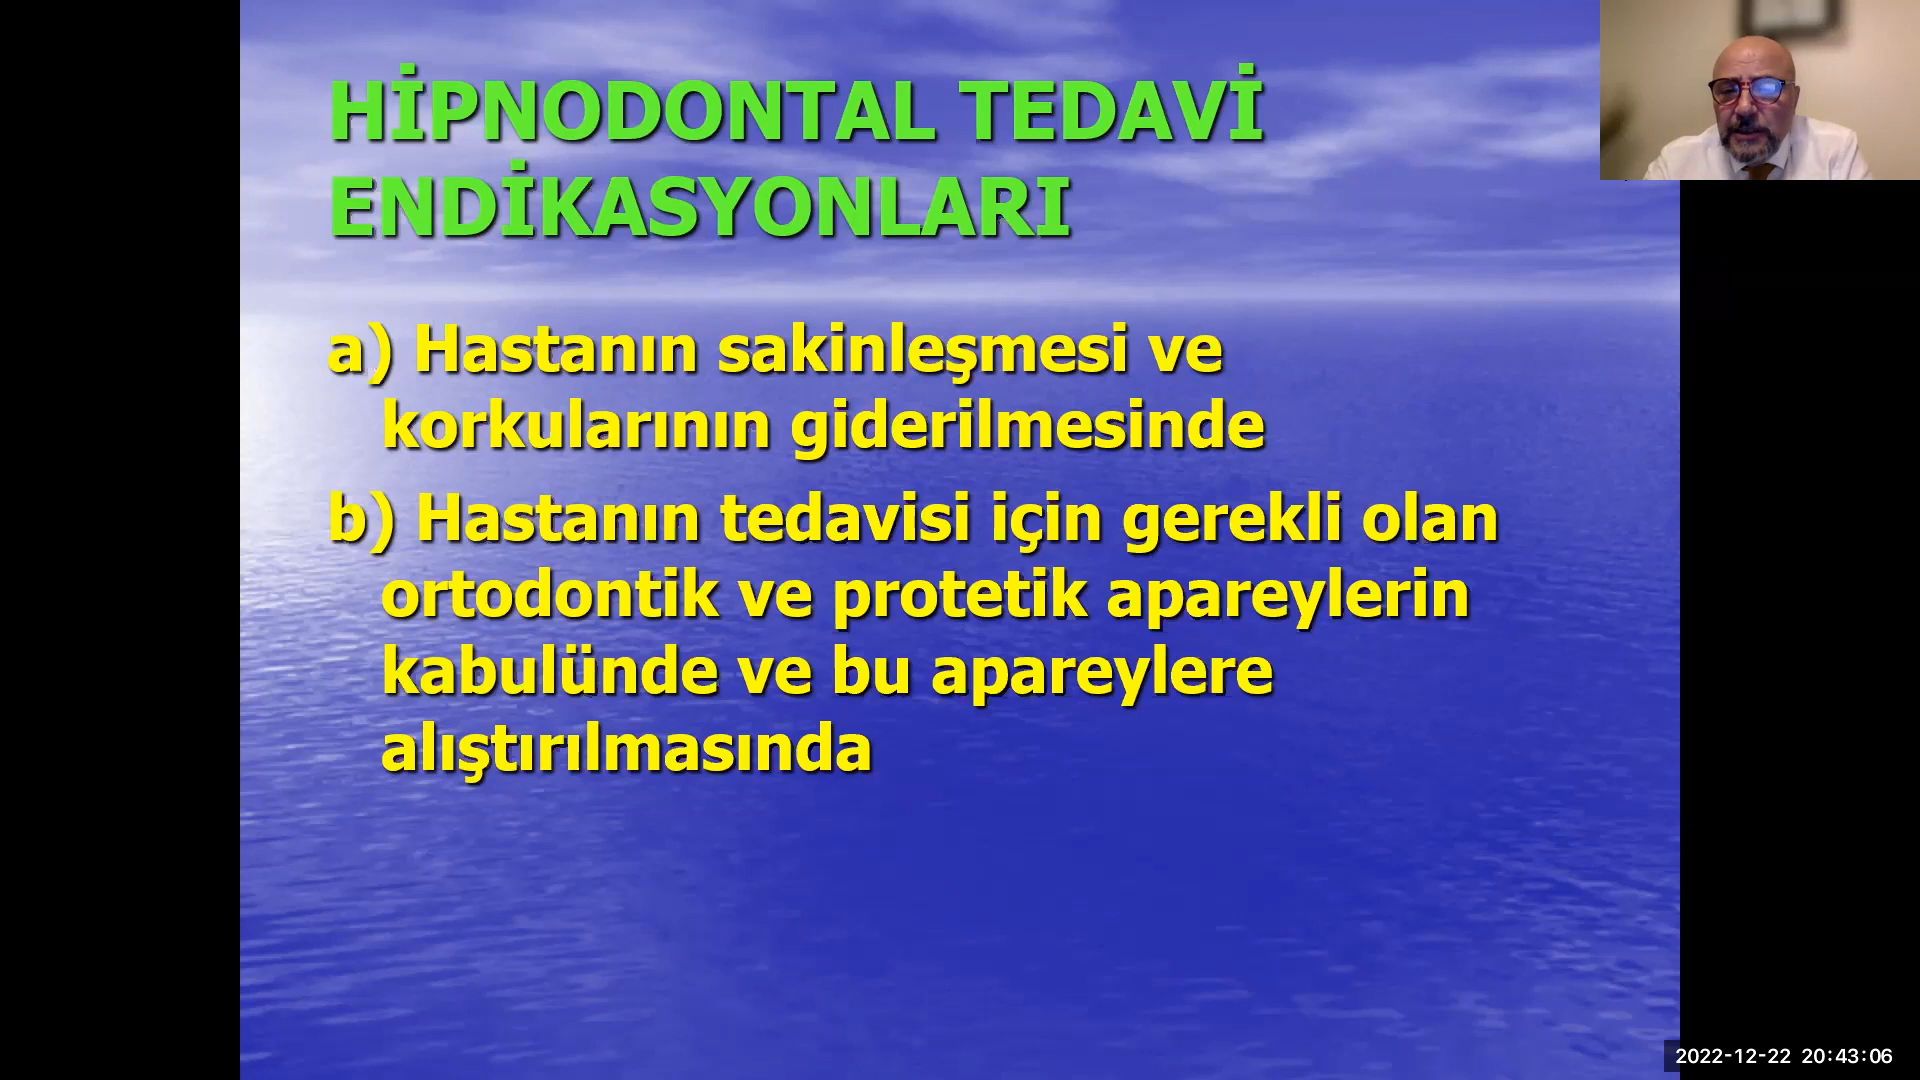 HİPNODONTAL TEDAVİ
ENDİKASYONLARI
a) Hastanın sakinleşmesi ve
korkularının giderilmesinde
b) Hastanın tedavisi için gerekli olan
ortodontik ve protetik apareylerin
kabulünde ve bu apareylere
alıştırılmasında
2022-12-22 20:43:06